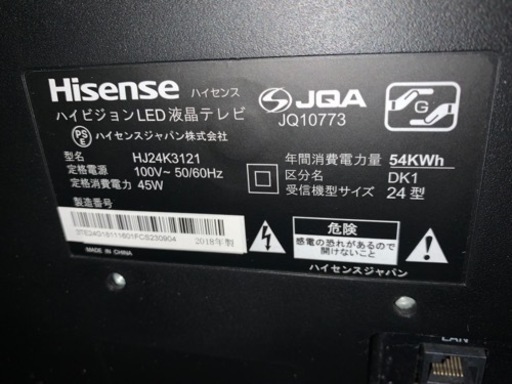 Hisense ハイセンス
ハイビジョンLED液晶テレビ
PS
E
ハイセンスジャパン株式会社
JQA
JQ10773
G
型名 HJ24K3121
定格電源 100V~ 50/60Hz
定格消費電力 45W
製造番号
2018年製
MADE IN CHINA
年間消費電力量 54KWh
区分名 DK1
受信機型サイズ 24型
危険
感電の恐れがあるので
開けないこと
ハイセンスジャパン
LAN